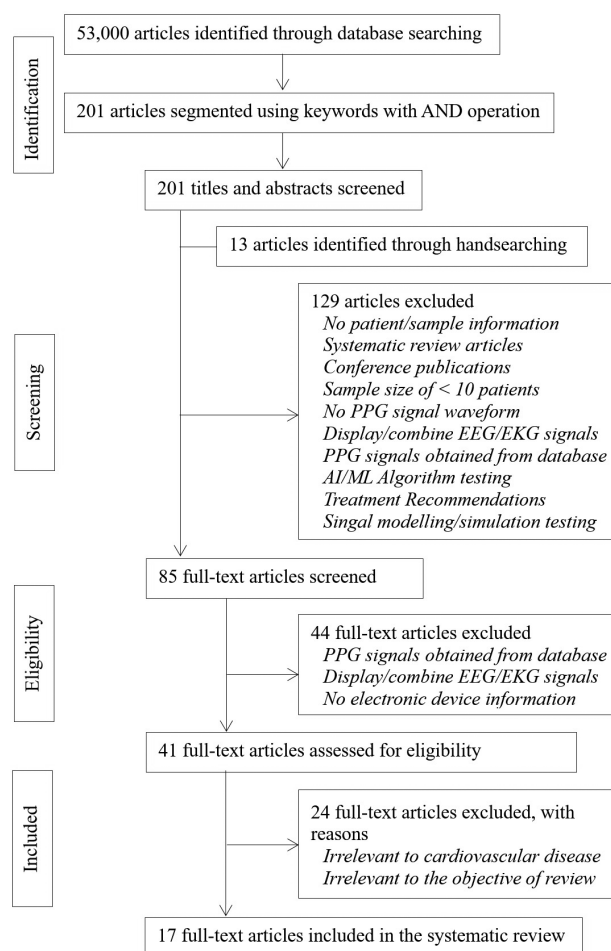 Identification
53,000 articles identified through database searching
201 articles segmented using keywords with AND operation
201 titles and abstracts screened
13 articles identified through handsearching
Screening
129 articles excluded
No patient/sample information
Systematic review articles
Conference publications
Sample size of < 10 patients
No PPG signal waveform
Display/combine EEG/EKG signals
PPG signals obtained from database
AI/ML Algorithm testing
Treatment Recommendations
Singal modelling/simulation testing
85 full-text articles screened
Eligibility
44 full-text articles excluded
PPG signals obtained from database
Display/combine EEG/EKG signals
No electronic device information
41 full-text articles assessed for eligibility
Included
24 full-text articles excluded, with
reasons
Irrelevant to cardiovascular disease
Irrelevant to the objective of review
17 full-text articles included in the systematic review